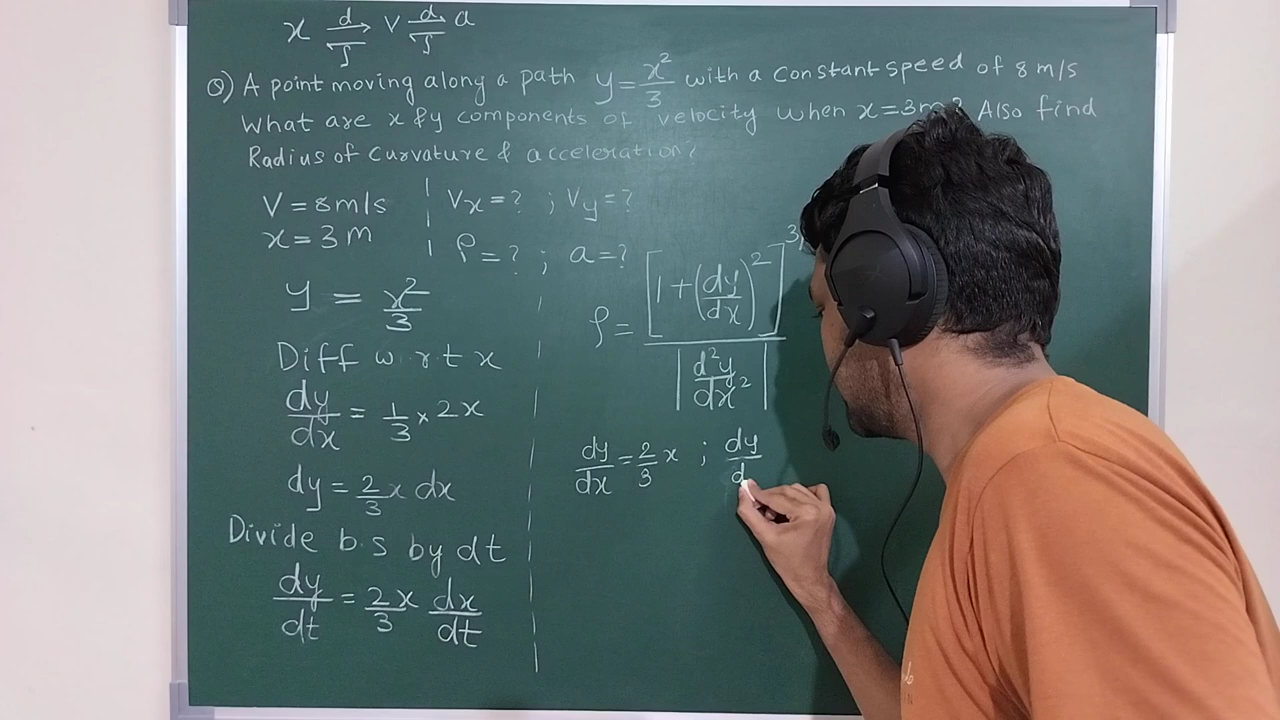 x d/dt→ v d/dt→ a
∫ ∫
Q) A point moving along a path y = x²/3 with a constant speed of 8 m/s
What are x & y components of velocity when x = 3m? Also find
Radius of curvature & acceleration?
V = 8m/s
x = 3 m
Vx = ? ; Vy = ?
ρ = ? ; a = ?
y = x²/3
Diff w.r.t x
dy/dx = 1/3 × 2x
dy = 2/3 x dx
Divide b.s by dt
dy/dt = 2/3 x dx/dt
ρ = [1 + (dy/dx)²]^3/
|d²y/dx²|
dy/dx = 2/3 x ; dy/d